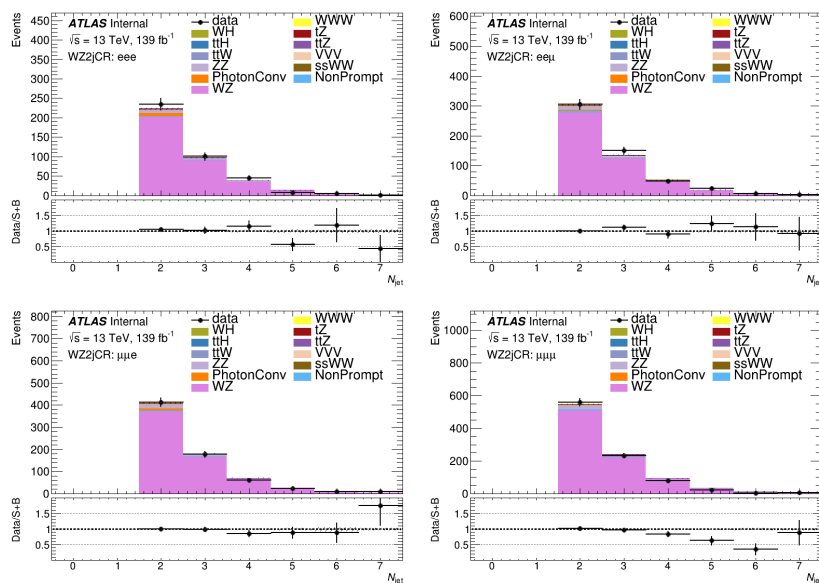 Events
450
400
350
300
250
200
150
100
50
0
ATLAS Internal
√s = 13 TeV, 139 fb⁻¹
WZ2jCR: eee
data
WH
ttH
ttW
ZZ
PhotonConv
WZ
WWW
tZ
ttZ
VVV
ssWW
NonPrompt
Data/S+B
1.5
1
0.5
0 1 2 3 4 5 6 7
N_jet
Events
600
500
400
300
200
100
0
ATLAS Internal
√s = 13 TeV, 139 fb⁻¹
WZ2jCR: eeμ
data
WH
ttH
ttW
ZZ
PhotonConv
WZ
WWW
tZ
ttZ
VVV
ssWW
NonPrompt
Data/S+B
1.5
1
0.5
0 1 2 3 4 5 6 7
N_jet
Events
800
700
600
500
400
300
200
100
0
ATLAS Internal
√s = 13 TeV, 139 fb⁻¹
WZ2jCR: μμe
data
WH
ttH
ttW
ZZ
PhotonConv
WZ
WWW
tZ
ttZ
VVV
ssWW
NonPrompt
Data/S+B
1.5
1
0.5
0 1 2 3 4 5 6 7
N_jet
Events
1000
800
600
400
200
0
ATLAS Internal
√s = 13 TeV, 139 fb⁻¹
WZ2jCR: μμμ
data
WH
ttH
ttW
ZZ
PhotonConv
WZ
WWW
tZ
ttZ
VVV
ssWW
NonPrompt
Data/S+B
1.5
1
0.5
0 1 2 3 4 5 6 7
N_jet